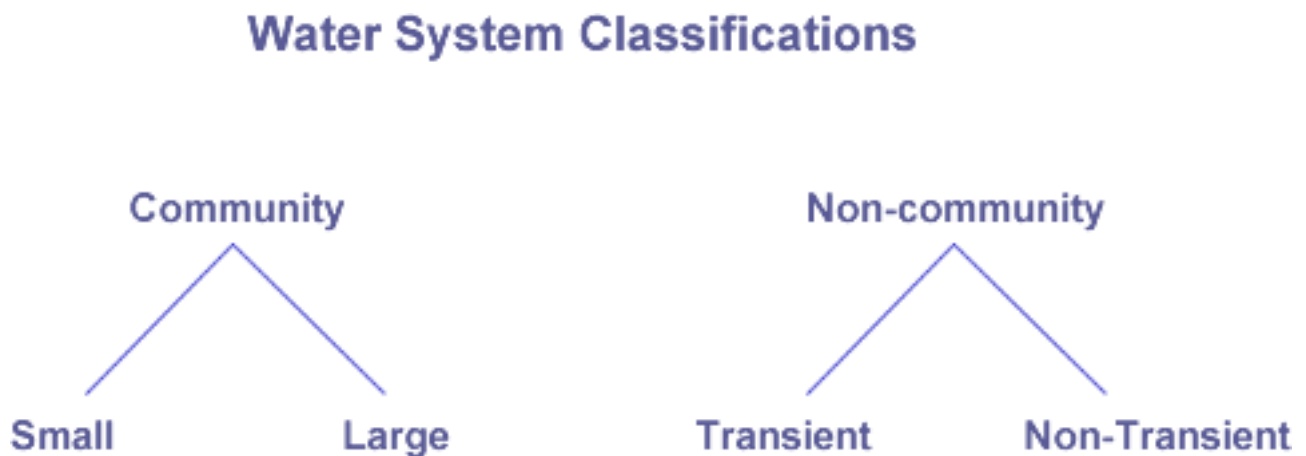 Water System Classifications
Community Non-community
Small Large Transient Non-Transient